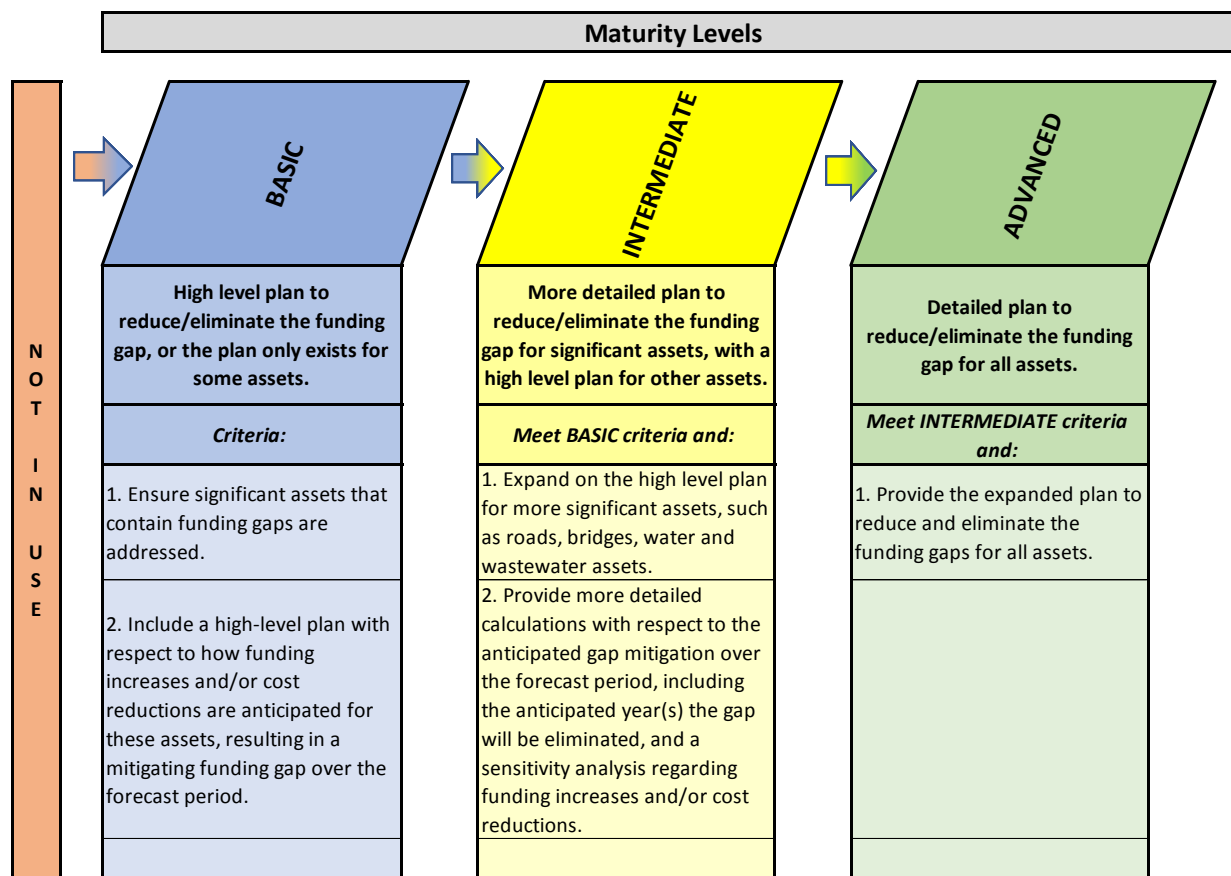 Maturity Levels
NOT IN USE
BASIC
High level plan to
reduce/eliminate the funding
gap, or the plan only exists for
some assets.
Criteria:
1. Ensure significant assets that
contain funding gaps are
addressed.
2. Include a high-level plan with
respect to how funding
increases and/or cost
reductions are anticipated for
these assets, resulting in a
mitigating funding gap over the
forecast period.
INTERMEDIATE
More detailed plan to
reduce/eliminate the funding
gap for significant assets, with a
high level plan for other assets.
Meet BASIC criteria and:
1. Expand on the high level plan
for more significant assets, such
as roads, bridges, water and
wastewater assets.
2. Provide more detailed
calculations with respect to the
anticipated gap mitigation over
the forecast period, including
the anticipated year(s) the gap
will be eliminated, and a
sensitivity analysis regarding
funding increases and/or cost
reductions.
ADVANCED
Detailed plan to
reduce/eliminate the funding
gap for all assets.
Meet INTERMEDIATE criteria
and:
1. Provide the expanded plan to
reduce and eliminate the
funding gaps for all assets.